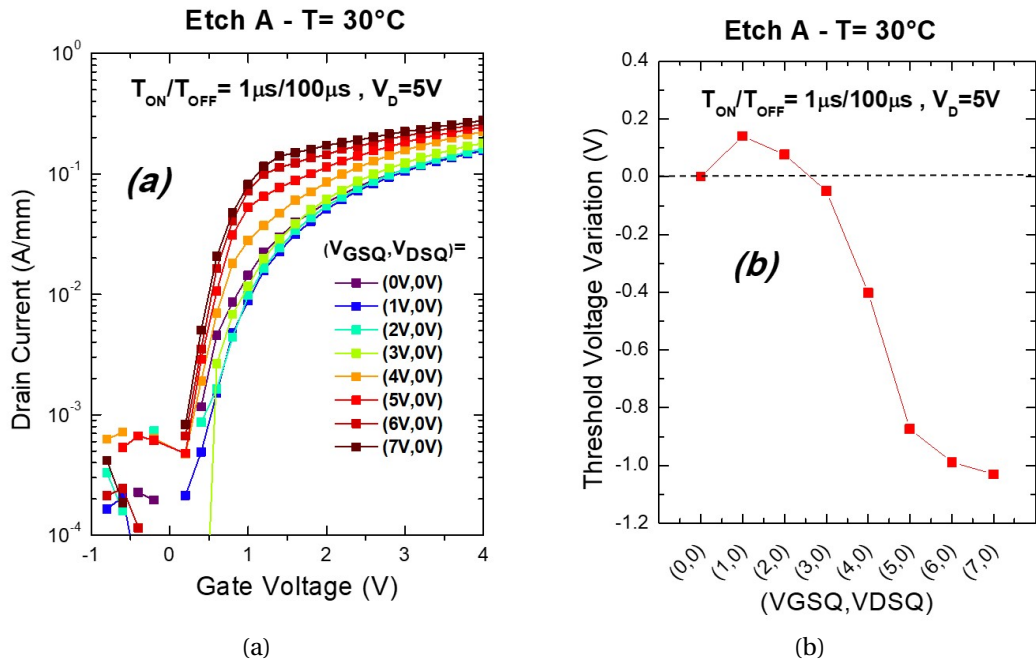 Etch A - T= 30°C
T_ON/T_OFF= 1μs/100μs , V_D=5V
(a)
(V_GSQ,V_DSQ)=
(0V,0V)
(1V,0V)
(2V,0V)
(3V,0V)
(4V,0V)
(5V,0V)
(6V,0V)
(7V,0V)
Drain Current (A/mm)
10^0
10^-1
10^-2
10^-3
10^-4
-1 0 1 2 3 4
Gate Voltage (V)
(a)
Etch A - T= 30°C
T_ON/T_OFF= 1μs/100μs , V_D=5V
(b)
Threshold Voltage Variation (V)
0.4
0.2
0.0
-0.2
-0.4
-0.6
-0.8
-1.0
-1.2
(0,0) (1,0) (2,0) (3,0) (4,0) (5,0) (6,0) (7,0)
(VGSQ,VDSQ)
(b)